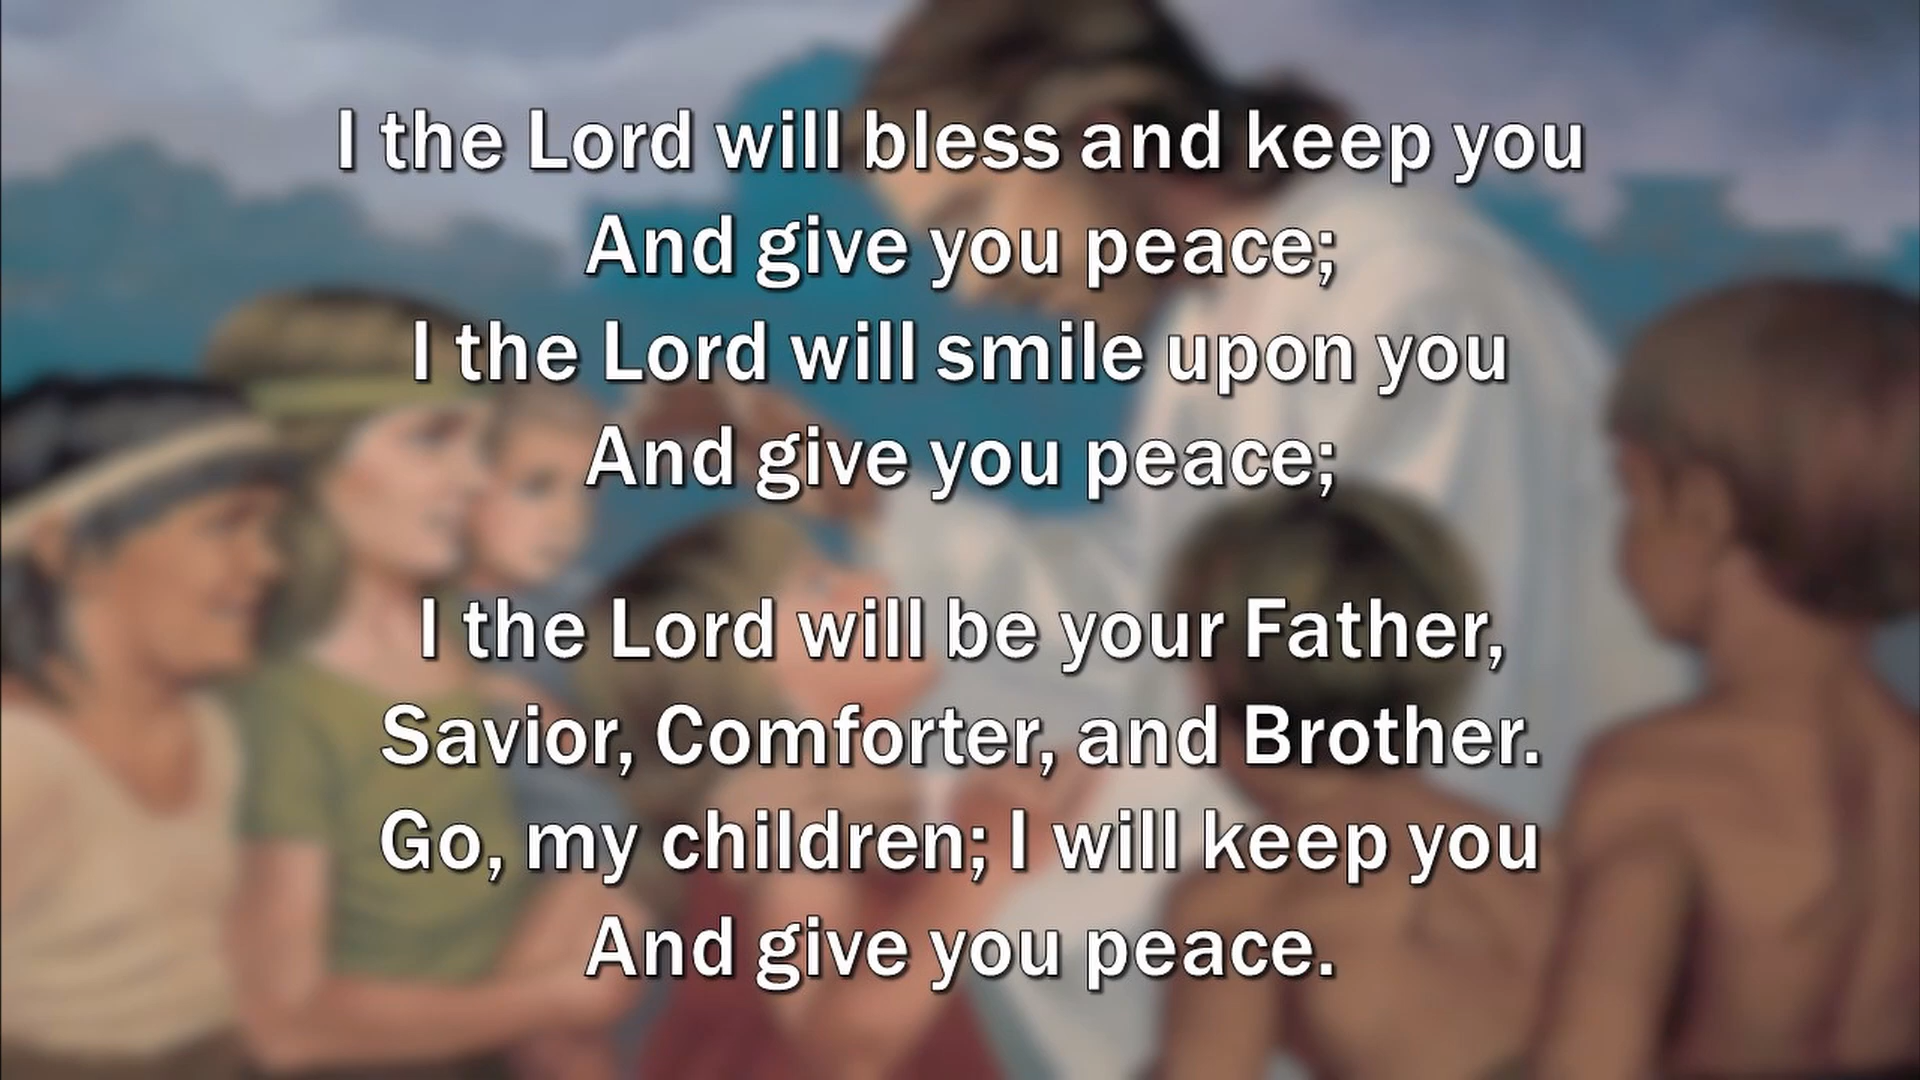 I the Lord will bless and keep you
And give you peace;
I the Lord will smile upon you
And give you peace;
I the Lord will be your Father,
Savior, Comforter, and Brother.
Go, my children; I will keep you
And give you peace.